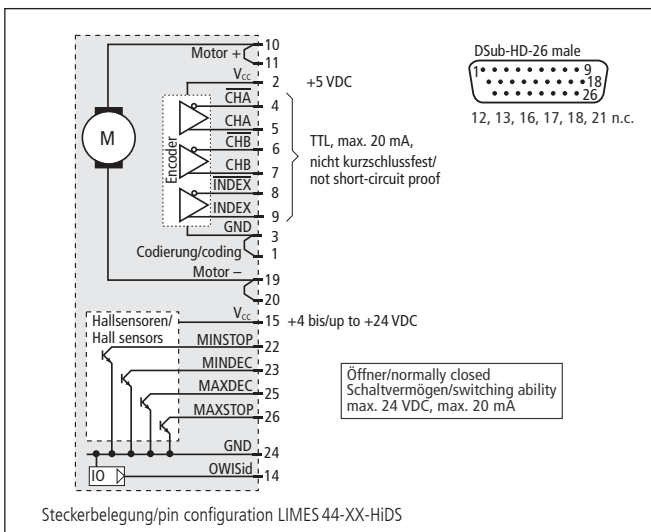 10
Motor +
11
DSub-HD-26 male
1 9
18
26
12, 13, 16, 17, 18, 21 n.c.
Vcc 2 +5 VDC
CHA 4
CHA 5
CHB 6
CHB 7
INDEX 8
INDEX 9
GND 3
Codierung/coding 1
Encoder
M
TTL, max. 20 mA,
nicht kurzschlussfest/
not short-circuit proof
Motor – 19
20
Vcc 15 +4 bis/up to +24 VDC
Hallsensoren/
Hall sensors
MINSTOP 22
MINDEC 23
MAXDEC 25
MAXSTOP 26
GND 24
OWISid 14
IO
Öffner/normally closed
Schaltvermögen/switching ability
max. 24 VDC, max. 20 mA
Steckerbelegung/pin configuration LIMES 44-XX-HiDS